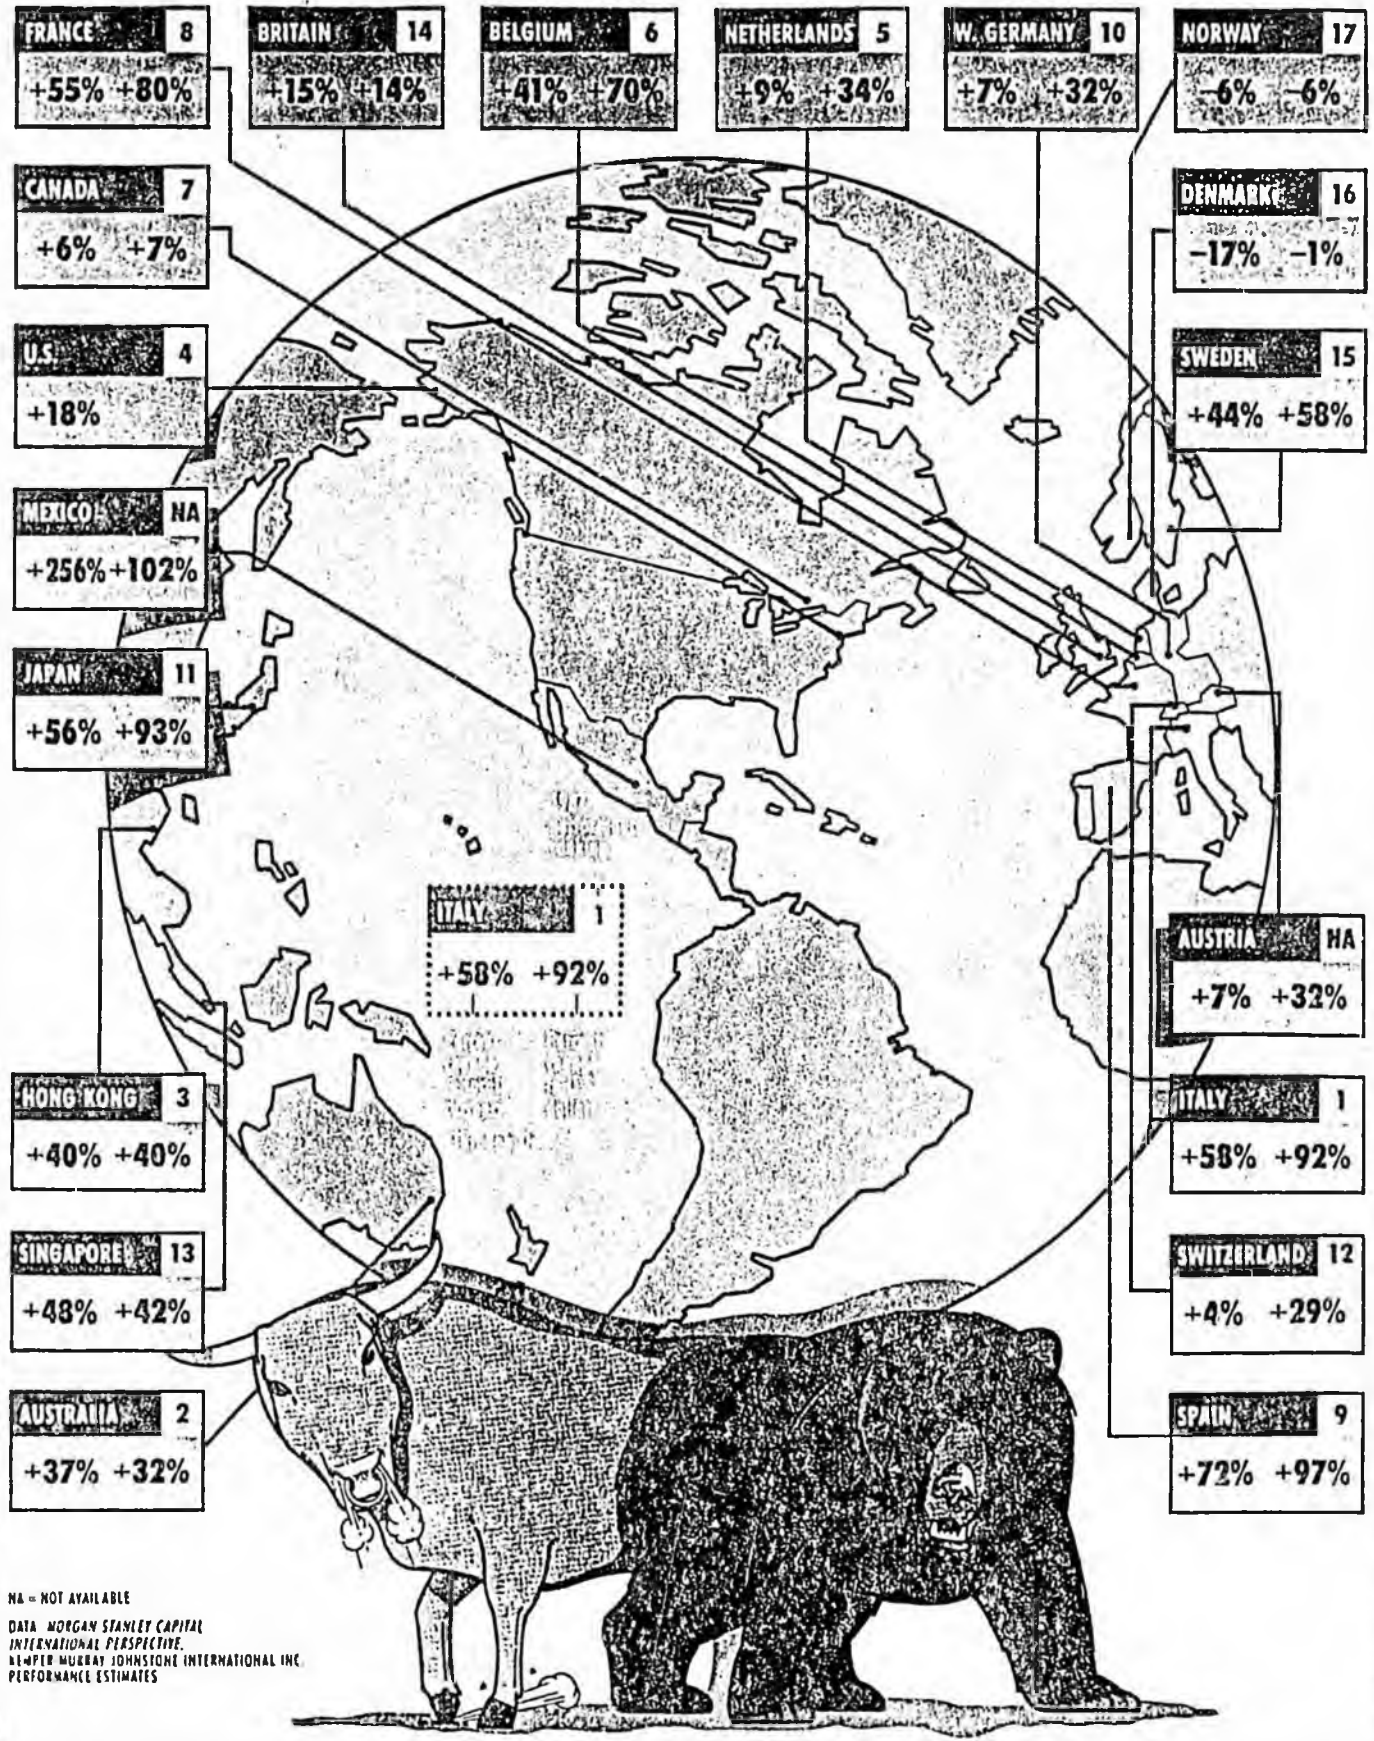 FRANCE 8
+55% +80%
BRITAIN 14
+15% +14%
BELGIUM 6
+41% +70%
NETHERLANDS 5
+9% +34%
W. GERMANY 10
+7% +32%
NORWAY 17
-6% -6%
CANADA 7
+6% +7%
DENMARK 16
-17% -1%
U.S. 4
+18%
SWEDEN 15
+44% +58%
MEXICO NA
+256% +102%
JAPAN 11
+56% +93%
ITALY 1
+58% +92%
AUSTRIA NA
+7% +32%
HONG KONG 3
+40% +40%
ITALY 1
+58% +92%
SINGAPORE 13
+48% +42%
SWITZERLAND 12
+4% +29%
AUSTRALIA 2
+37% +32%
SPAIN 9
+72% +97%
NA = NOT AVAILABLE
DATA MORGAN STANLEY CAPITAL
INTERNATIONAL PERSPECTIVE,
KEMPER MURRAY JOHNSTONE INTERNATIONAL INC.
PERFORMANCE ESTIMATES